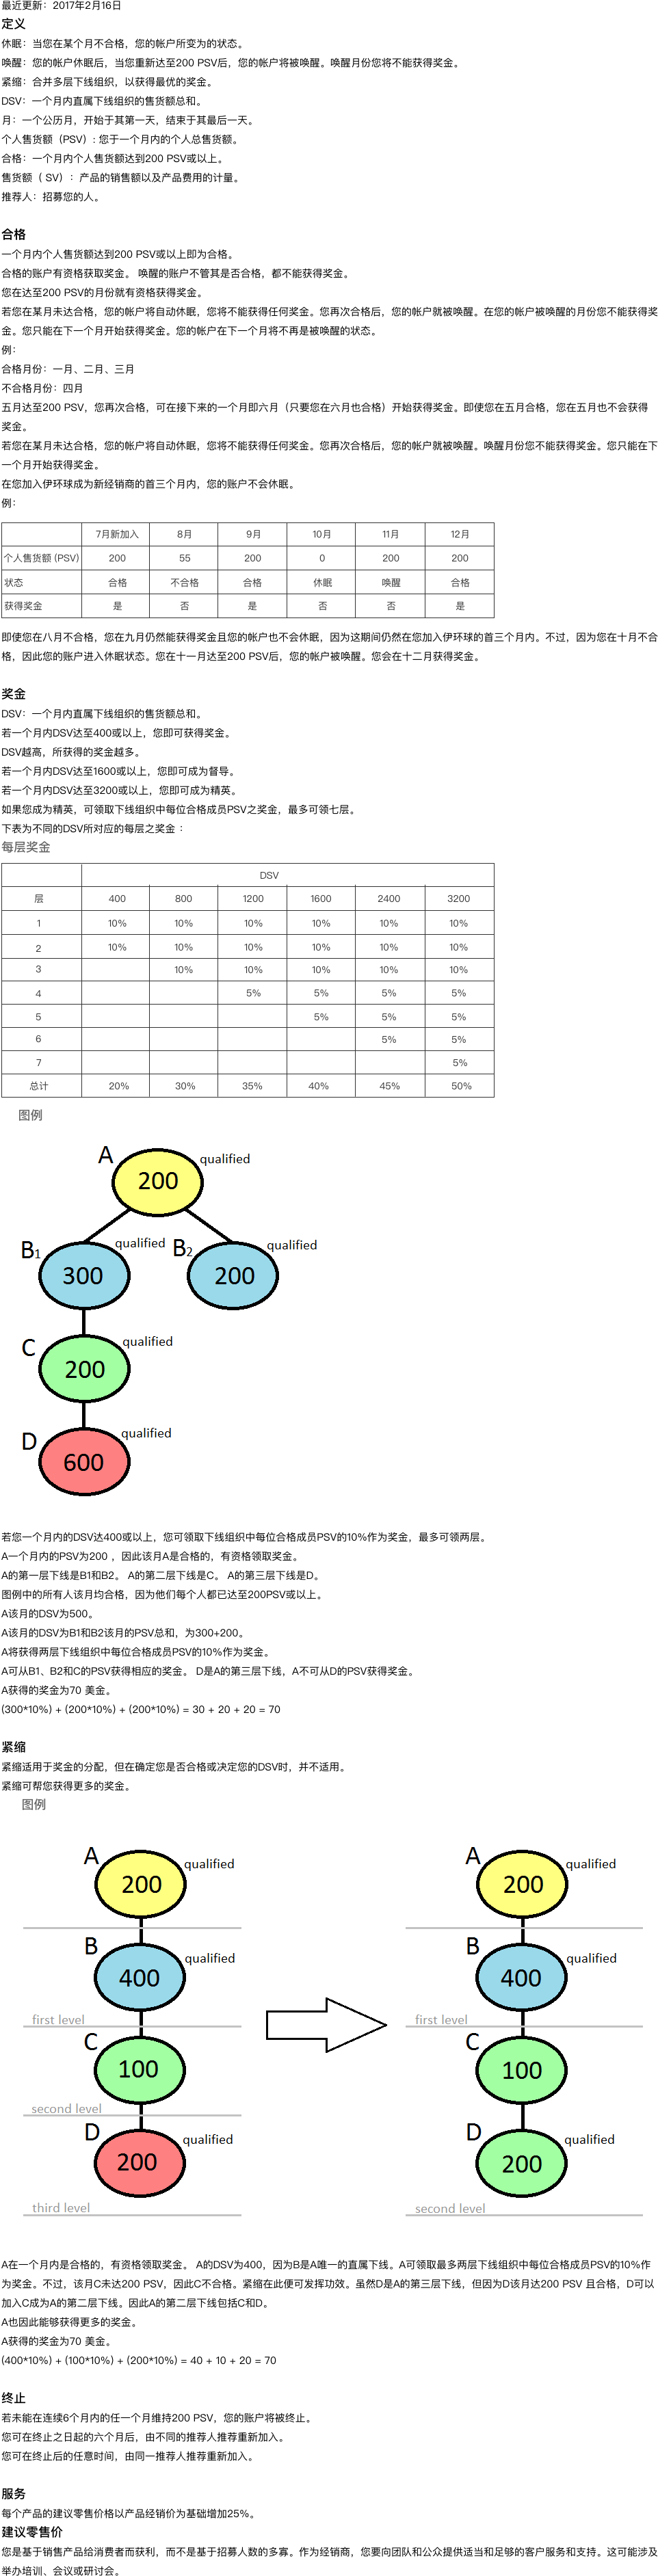 最近更新：2017年2月16日
定义
休眠：当您在某个月不合格，您的帐户所变为的状态。
唤醒：您的帐户休眠后，当您重新达至200 PSV后，您的帐户将被唤醒。唤醒月份您将不能获得奖金。
紧缩：合并多层下线组织，以获得最优的奖金。
DSV：一个月内直属下线组织的售货额总和。
月：一个公历月，开始于其第一天，结束于其最后一天。
个人售货额（PSV）: 您于一个月内的个人总售货额。
合格：一个月内个人售货额达到200 PSV或以上。
售货额（ SV）：产品的销售额以及产品费用的计量。
推荐人：招募您的人。
合格
一个月内个人售货额达到200 PSV或以上即为合格。
合格的账户有资格获取奖金。 唤醒的账户不管其是否合格，都不能获得奖金。
您在达至200 PSV的月份就有资格获得奖金。
若您在某月未达合格，您的帐户将自动休眠，您将不能获得任何奖金。您再次合格后，您的帐户就被唤醒。在您的帐户被唤醒的月份您不能获得奖
金。您只能在下一个月开始获得奖金。您的帐户在下一个月将不再是被唤醒的状态。
例：
合格月份：一月、二月、三月
不合格月份：四月
五月达至200 PSV，您再次合格，可在接下来的一个月即六月（只要您在六月也合格）开始获得奖金。即使您在五月合格，您在五月也不会获得
奖金。
若您在某月未达合格，您的帐户将自动休眠，您将不能获得任何奖金。您再次合格后，您的帐户就被唤醒。唤醒月份您不能获得奖金。您只能在下
一个月开始获得奖金。
在您加入伊环球成为新经销商的首三个月内，您的账户不会休眠。
例：
7月新加入 8月 9月 10月 11月 12月
个人售货额 (PSV) 200 55 200 0 200 200
状态 合格 不合格 合格 休眠 唤醒 合格
获得奖金 是 否 是 否 否 是
即使您在八月不合格，您在九月仍然能获得奖金且您的帐户也不会休眠，因为这期间仍然在您加入伊环球的首三个月内。不过，因为您在十月不合
格，因此您的账户进入休眠状态。您在十一月达至200 PSV后，您的帐户被唤醒。您会在十二月获得奖金。
奖金
DSV：一个月内直属下线组织的售货额总和。
若一个月内DSV达至400或以上，您即可获得奖金。
DSV越高，所获得的奖金越多。
若一个月内DSV达至1600或以上，您即可成为督导。
若一个月内DSV达至3200或以上，您即可成为精英。
如果您成为精英，可领取下线组织中每位合格成员PSV之奖金，最多可领七层。
下表为不同的DSV所对应的每层之奖金：
每层奖金
DSV
层 400 800 1200 1600 2400 3200
1 10% 10% 10% 10% 10% 10%
2 10% 10% 10% 10% 10% 10%
3 10% 10% 10% 10% 10%
4 5% 5% 5% 5%
5 5% 5% 5%
6 5% 5%
7 5%
总计 20% 30% 35% 40% 45% 50%
图例
A 200 qualified
B1 300 qualified B2 200 qualified
C 200 qualified
D 600 qualified
若您一个月内的DSV达400或以上，您可领取下线组织中每位合格成员PSV的10%作为奖金，最多可领两层。
A一个月内的PSV为200 ，因此该月A是合格的，有资格领取奖金。
A的第一层下线是B1和B2。 A的第二层下线是C。 A的第三层下线是D。
图例中的所有人该月均合格，因为他们每个人都已达至200PSV或以上。
A该月的DSV为500。
A该月的DSV为B1和B2该月的PSV总和，为300+200。
A将获得两层下线组织中每位合格成员PSV的10%作为奖金。
A可从B1、B2和C的PSV获得相应的奖金。 D是A的第三层下线，A不可从D的PSV获得奖金。
A获得的奖金为70 美金。
(300*10%) + (200*10%) + (200*10%) = 30 + 20 + 20 = 70
紧缩
紧缩适用于奖金的分配，但在确定您是否合格或决定您的DSV时，并不适用。
紧缩可帮您获得更多的奖金。
图例
A 200 qualified A 200 qualified
B 400 qualified B 400 qualified
first level first level
C 100 C 100
second level
D 200 qualified D 200 qualified
third level second level
A在一个月内是合格的，有资格领取奖金。 A的DSV为400，因为B是A唯一的直属下线。A可领取最多两层下线组织中每位合格成员PSV的10%作
为奖金。不过，该月C未达200 PSV，因此C不合格。紧缩在此便可发挥功效。虽然D是A的第三层下线，但因为D该月达200 PSV 且合格，D可以
加入C成为A的第二层下线。因此A的第二层下线包括C和D。
A也因此能够获得更多的奖金。
A获得的奖金为70 美金。
(400*10%) + (100*10%) + (200*10%) = 40 + 10 + 20 = 70
终止
若未能在连续6个月内的任一个月维持200 PSV，您的账户将被终止。
您可在终止之日起的六个月后，由不同的推荐人推荐重新加入。
您可在终止后的任意时间，由同一推荐人推荐重新加入。
服务
每个产品的建议零售价格以产品经销价为基础增加25%。
建议零售价
您是基于销售产品给消费者而获利，而不是基于招募人数的多寡。作为经销商，您要向团队和公众提供适当和足够的客户服务和支持。这可能涉及
举办培训、会议或研讨会。